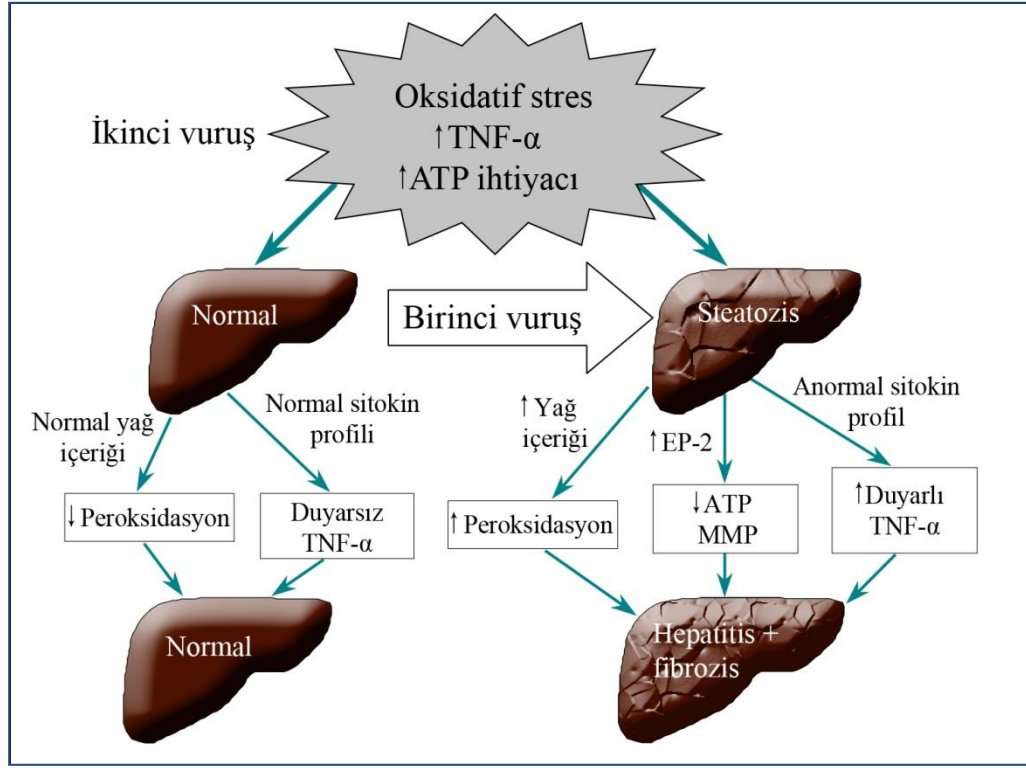 Oksidatif stres
↑TNF-α
↑ATP ihtiyacı
İkinci vuruş
Normal
Birinci vuruş
Steatozis
Normal yağ
içeriği
Normal sitokin
profili
↑ Yağ
içeriği
↑EP-2
Anormal sitokin
profil
↓ Peroksidasyon
Duyarsız
TNF-α
↑ Peroksidasyon
↓ATP
MMP
↑Duyarlı
TNF-α
Normal
Hepatitis +
fibrozis